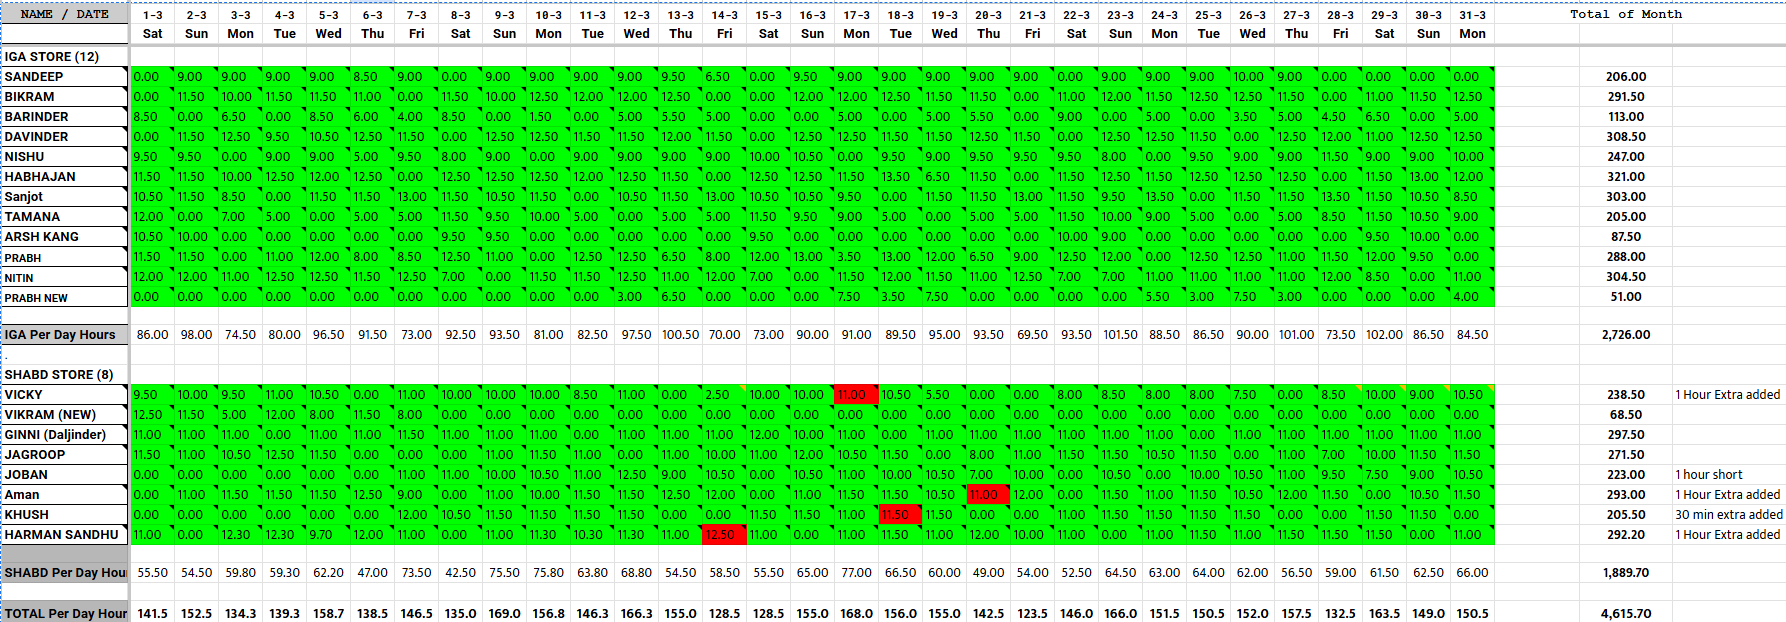 NAME / DATE 1-3 2-3 3-3 4-3 5-3 6-3 7-3 8-3 9-3 10-3 11-3 12-3 13-3 14-3 15-3 16-3 17-3 18-3 19-3 20-3 21-3 22-3 23-3 24-3 25-3 26-3 27-3 28-3 29-3 30-3 31-3 Total of Month
Sat Sun Mon Tue Wed Thu Fri Sat Sun Mon Tue Wed Thu Fri Sat Sun Mon Tue Wed Thu Fri Sat Sun Mon Tue Wed Thu Fri Sat Sun Mon
IGA STORE (12)
SANDEEP 0.00 9.00 9.00 9.00 9.00 8.50 9.00 0.00 9.00 9.00 9.00 9.00 9.50 6.50 0.00 9.50 9.00 9.00 9.00 9.00 9.00 0.00 9.00 9.00 9.00 10.00 9.00 0.00 0.00 0.00 0.00 206.00
BIKRAM 0.00 11.50 10.00 11.50 11.50 11.00 0.00 11.50 10.00 12.50 12.00 12.00 12.50 0.00 0.00 12.00 12.00 12.50 11.50 11.50 0.00 11.00 12.00 11.50 12.50 12.50 11.50 0.00 11.00 11.50 12.50 291.50
BARINDER 8.50 0.00 6.50 0.00 8.50 6.00 4.00 8.50 0.00 1.50 0.00 5.00 5.50 5.00 5.00 0.00 5.00 0.00 5.00 5.50 0.00 9.00 0.00 5.00 0.00 3.50 5.00 4.50 6.50 0.00 5.00 113.00
DAVINDER 0.00 11.50 12.50 9.50 10.50 12.50 11.50 0.00 11.50 12.00 12.50 11.50 11.50 12.00 11.50 0.00 12.50 11.50 11.50 12.50 11.50 0.00 12.50 12.00 11.50 0.00 12.50 12.00 11.00 12.50 12.50 308.50
NISHU 9.50 9.50 0.00 9.00 9.00 5.00 9.50 8.00 9.00 0.00 9.00 9.00 9.00 9.00 10.00 10.50 0.00 9.50 9.00 9.50 9.50 9.50 8.00 0.00 9.50 9.00 9.00 11.50 9.00 9.00 10.00 247.00
HABHAJAN 11.50 11.50 10.00 12.50 12.00 12.50 0.00 12.50 12.50 12.50 12.00 12.50 11.50 0.00 12.50 12.50 11.50 13.50 6.50 11.50 0.00 11.50 12.50 11.50 12.50 12.50 12.50 0.00 11.50 13.00 12.00 321.00
Sanjot 10.50 11.50 8.50 0.00 11.50 11.50 13.00 11.50 10.50 11.50 0.00 10.50 11.50 13.00 10.50 10.50 9.50 0.00 11.50 11.50 13.00 11.50 9.50 13.50 0.00 11.50 11.50 13.50 11.50 10.50 8.50 303.00
TAMANA 12.00 0.00 7.00 5.00 0.00 5.00 5.00 11.50 9.50 10.00 5.00 0.00 5.00 5.00 11.50 9.50 9.00 5.00 0.00 5.00 5.00 11.50 10.00 9.00 5.00 0.00 5.00 8.50 11.50 10.50 9.00 205.00
ARSH KANG 10.50 10.00 0.00 0.00 0.00 0.00 0.00 9.50 9.50 0.00 0.00 0.00 0.00 0.00 9.50 0.00 0.00 0.00 0.00 0.00 0.00 10.00 9.00 0.00 0.00 0.00 0.00 0.00 9.50 10.00 0.00 87.50
PRABH 11.50 11.50 0.00 11.00 12.00 8.00 8.50 12.50 11.00 0.00 12.50 12.50 6.50 8.00 12.00 13.00 3.50 13.00 12.00 6.50 9.00 12.50 12.00 0.00 12.50 12.50 11.00 11.50 12.00 9.50 0.00 288.00
NITIN 12.00 12.00 11.00 12.50 12.50 11.50 12.50 7.00 0.00 11.50 11.50 12.50 11.00 12.00 7.00 0.00 11.50 12.00 11.50 11.00 12.50 7.00 7.00 11.00 11.00 11.00 11.00 12.00 8.50 0.00 11.00 304.50
PRABH NEW 0.00 0.00 0.00 0.00 0.00 0.00 0.00 0.00 0.00 0.00 0.00 3.00 6.50 0.00 0.00 0.00 7.50 3.50 7.50 0.00 0.00 0.00 0.00 5.50 3.00 7.50 3.00 0.00 0.00 0.00 4.00 51.00
IGA Per Day Hours 86.00 98.00 74.50 80.00 96.50 91.50 73.00 92.50 93.50 81.00 82.50 97.50 100.50 70.00 73.00 90.00 91.00 89.50 95.00 93.50 69.50 93.50 101.50 88.50 86.50 90.00 101.00 73.50 102.00 86.50 84.50 2,726.00
.
SHABD STORE (8)
VICKY 9.50 10.00 9.50 11.00 10.50 0.00 11.00 10.00 11.00 11.00 8.50 11.00 0.00 2.50 10.00 10.00 11.00 10.50 5.50 0.00 0.00 8.00 8.50 8.00 8.00 7.50 0.00 8.50 10.00 9.00 10.50 238.50 1 Hour Extra added
VIKRAM (NEW) 12.50 11.50 5.00 12.00 8.00 11.50 8.00 0.00 0.00 0.00 0.00 0.00 0.00 0.00 0.00 0.00 0.00 0.00 0.00 0.00 0.00 0.00 0.00 0.00 0.00 0.00 0.00 0.00 0.00 0.00 0.00 68.50
GINNI (Daljinder) 11.00 11.00 11.00 0.00 11.00 11.00 11.50 11.00 11.00 11.00 0.00 11.00 11.00 11.00 12.00 10.00 11.00 0.00 11.00 11.00 11.00 11.00 11.00 11.00 0.00 11.00 11.00 11.00 11.00 11.00 11.00 297.50
JAGROOP 11.50 11.00 10.50 12.50 11.50 0.00 0.00 0.00 11.00 11.50 11.00 0.00 11.00 10.00 11.00 12.00 10.50 11.50 0.00 8.00 11.00 11.50 11.50 10.50 11.50 0.00 11.00 7.00 10.00 11.50 11.50 271.50
JOBAN 0.00 0.00 0.00 0.00 0.00 0.00 11.00 11.00 10.00 10.50 11.00 12.50 9.00 10.50 0.00 10.50 11.00 10.00 10.50 7.00 10.00 0.00 10.50 0.00 10.00 10.50 11.00 9.50 7.50 9.00 10.50 223.00 1 hour short
Aman 0.00 11.00 11.50 11.50 11.50 12.50 9.00 0.00 11.00 10.00 11.50 11.50 12.50 12.00 0.00 11.00 11.50 11.50 10.50 11.00 12.00 0.00 11.50 11.00 11.50 10.50 12.00 11.50 0.00 10.50 11.50 293.00 1 Hour Extra added
KHUSH 0.00 0.00 0.00 0.00 0.00 0.00 12.00 10.50 11.50 11.50 11.50 11.50 0.00 0.00 11.50 11.50 11.00 11.50 11.50 0.00 0.00 11.00 11.50 11.50 11.50 11.50 0.00 0.00 11.50 11.50 0.00 205.50 30 min extra added
HARMAN SANDHU 11.00 0.00 12.30 12.30 9.70 12.00 11.00 0.00 11.00 11.30 10.30 11.30 11.00 12.50 11.00 0.00 11.00 11.50 11.00 12.00 10.00 11.00 0.00 11.00 11.50 11.00 11.50 11.50 11.50 0.00 11.00 292.20 1 Hour Extra added
SHABD Per Day Hour 55.50 54.50 59.80 59.30 62.20 47.00 73.50 42.50 75.50 75.80 63.80 68.80 54.50 58.50 55.50 65.00 77.00 66.50 60.00 49.00 54.00 52.50 64.50 63.00 64.00 62.00 56.50 59.00 61.50 62.50 66.00 1,889.70
TOTAL Per Day Hour 141.5 152.5 134.3 139.3 158.7 138.5 146.5 135.0 169.0 156.8 146.3 166.3 155.0 128.5 128.5 155.0 168.0 156.0 155.0 142.5 123.5 146.0 166.0 151.5 150.5 152.0 157.5 132.5 163.5 149.0 150.5 4,615.70